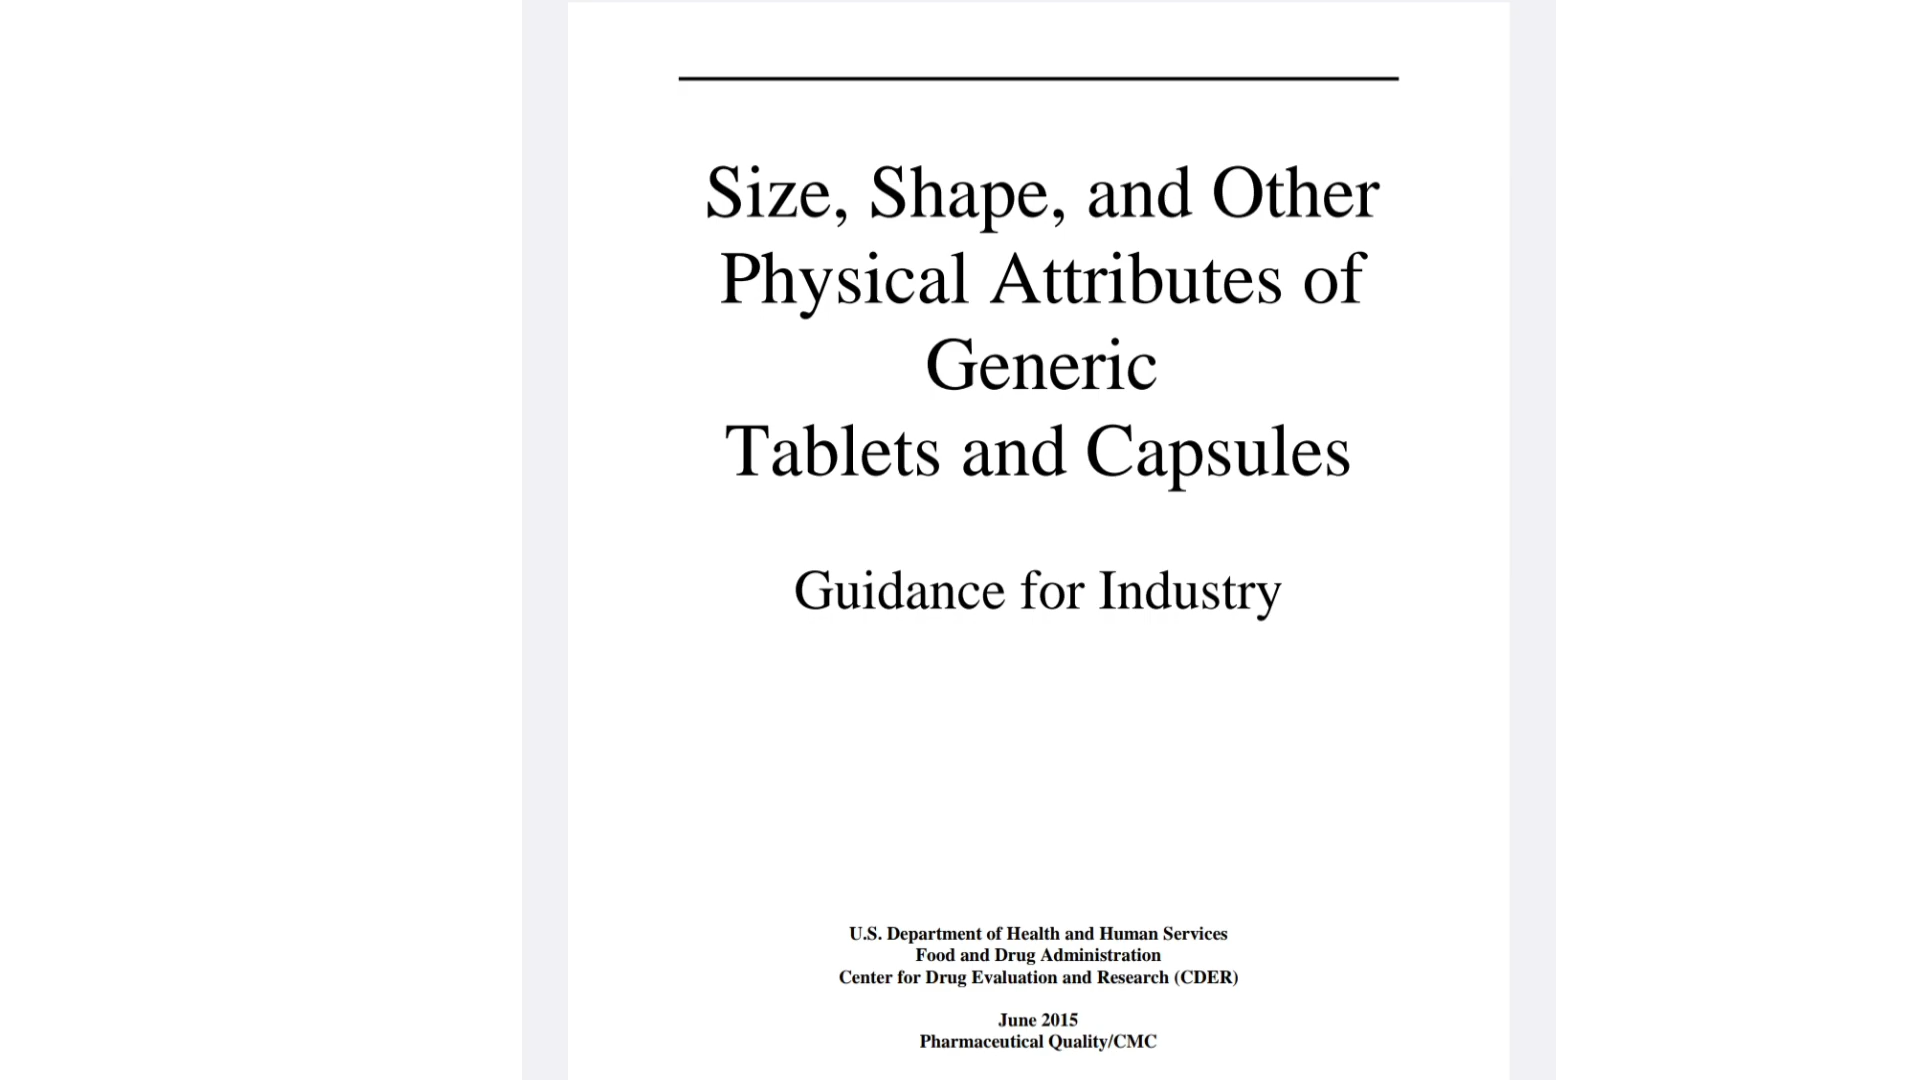 Size, Shape, and Other
Physical Attributes of
Generic
Tablets and Capsules
Guidance for Industry
U.S. Department of Health and Human Services
Food and Drug Administration
Center for Drug Evaluation and Research (CDER)
June 2015
Pharmaceutical Quality/CMC